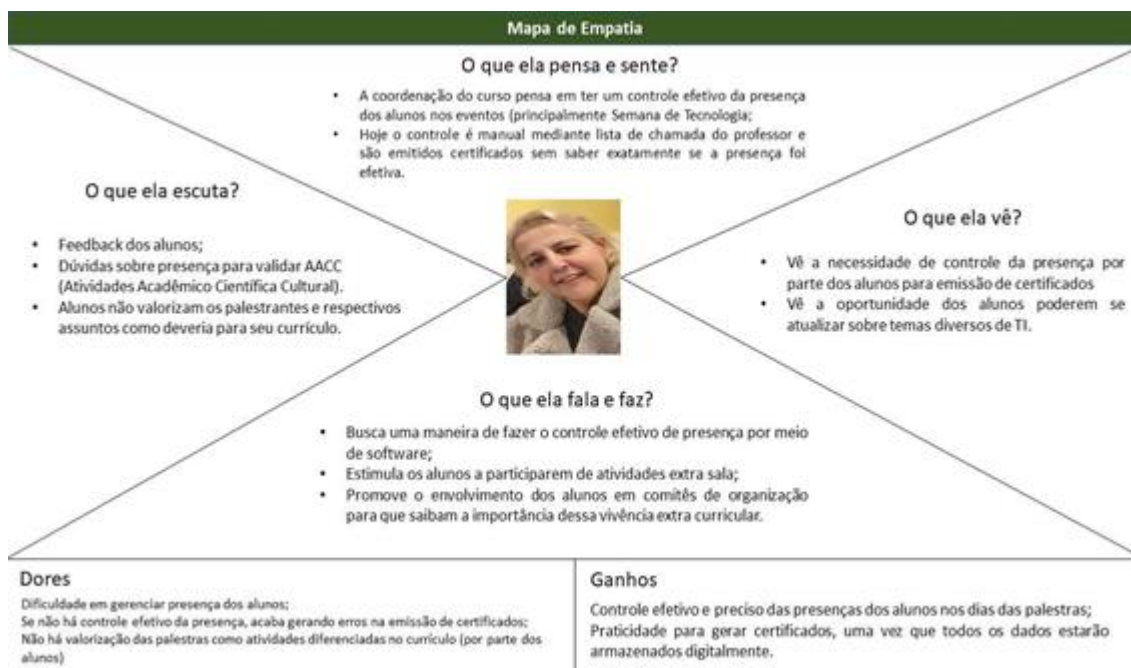 Mapa de Empatia
O que ela pensa e sente?
• A coordenação do curso pensa em ter um controle efetivo da presença
dos alunos nos eventos (principalmente Semana de Tecnologia;
• Hoje o controle é manual mediante lista de chamada do professor e
são emitidos certificados sem saber exatamente se a presença foi
efetiva.
O que ela escuta?
• Feedback dos alunos;
• Dúvidas sobre presença para validar AACC
(Atividades Acadêmico Científica Cultural).
• Alunos não valorizam os palestrantes e respectivos
assuntos como deveria para seu currículo.
O que ela vê?
• Vê a necessidade de controle da presença por
parte dos alunos para emissão de certificados
• Vê a oportunidade dos alunos poderem se
atualizar sobre temas diversos de TI.
O que ela fala e faz?
• Busca uma maneira de fazer o controle efetivo de presença por meio
de software;
• Estimula os alunos a participarem de atividades extra sala;
• Promove o envolvimento dos alunos em comitês de organização
para que saibam a importância dessa vivência extra curricular.
Dores
Dificuldade em gerenciar presença dos alunos;
Se não há controle efetivo da presença, acaba gerando erros na emissão de certificados;
Não há valorização das palestras como atividades diferenciadas no currículo (por parte dos
alunos)
Ganhos
Controle efetivo e preciso das presenças dos alunos nos dias das palestras;
Praticidade para gerar certificados, uma vez que todos os dados estarão
armazenados digitalmente.